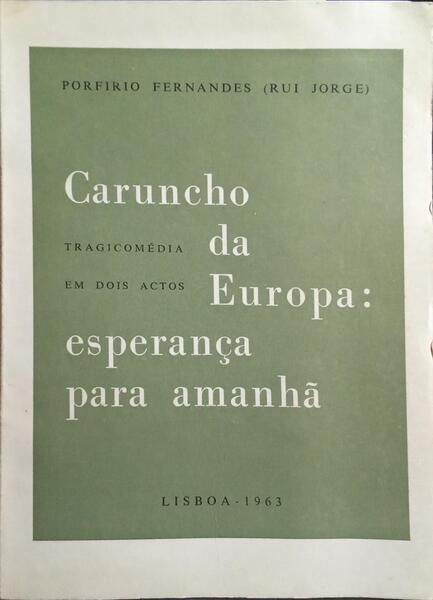 PORFIRIO FERNANDES (RUI JORGE)
Caruncho
TRAGICOMÉDIA
da
EM DOIS ACTOS
Europa:
esperança
para amanhã
LISBOA - 1963